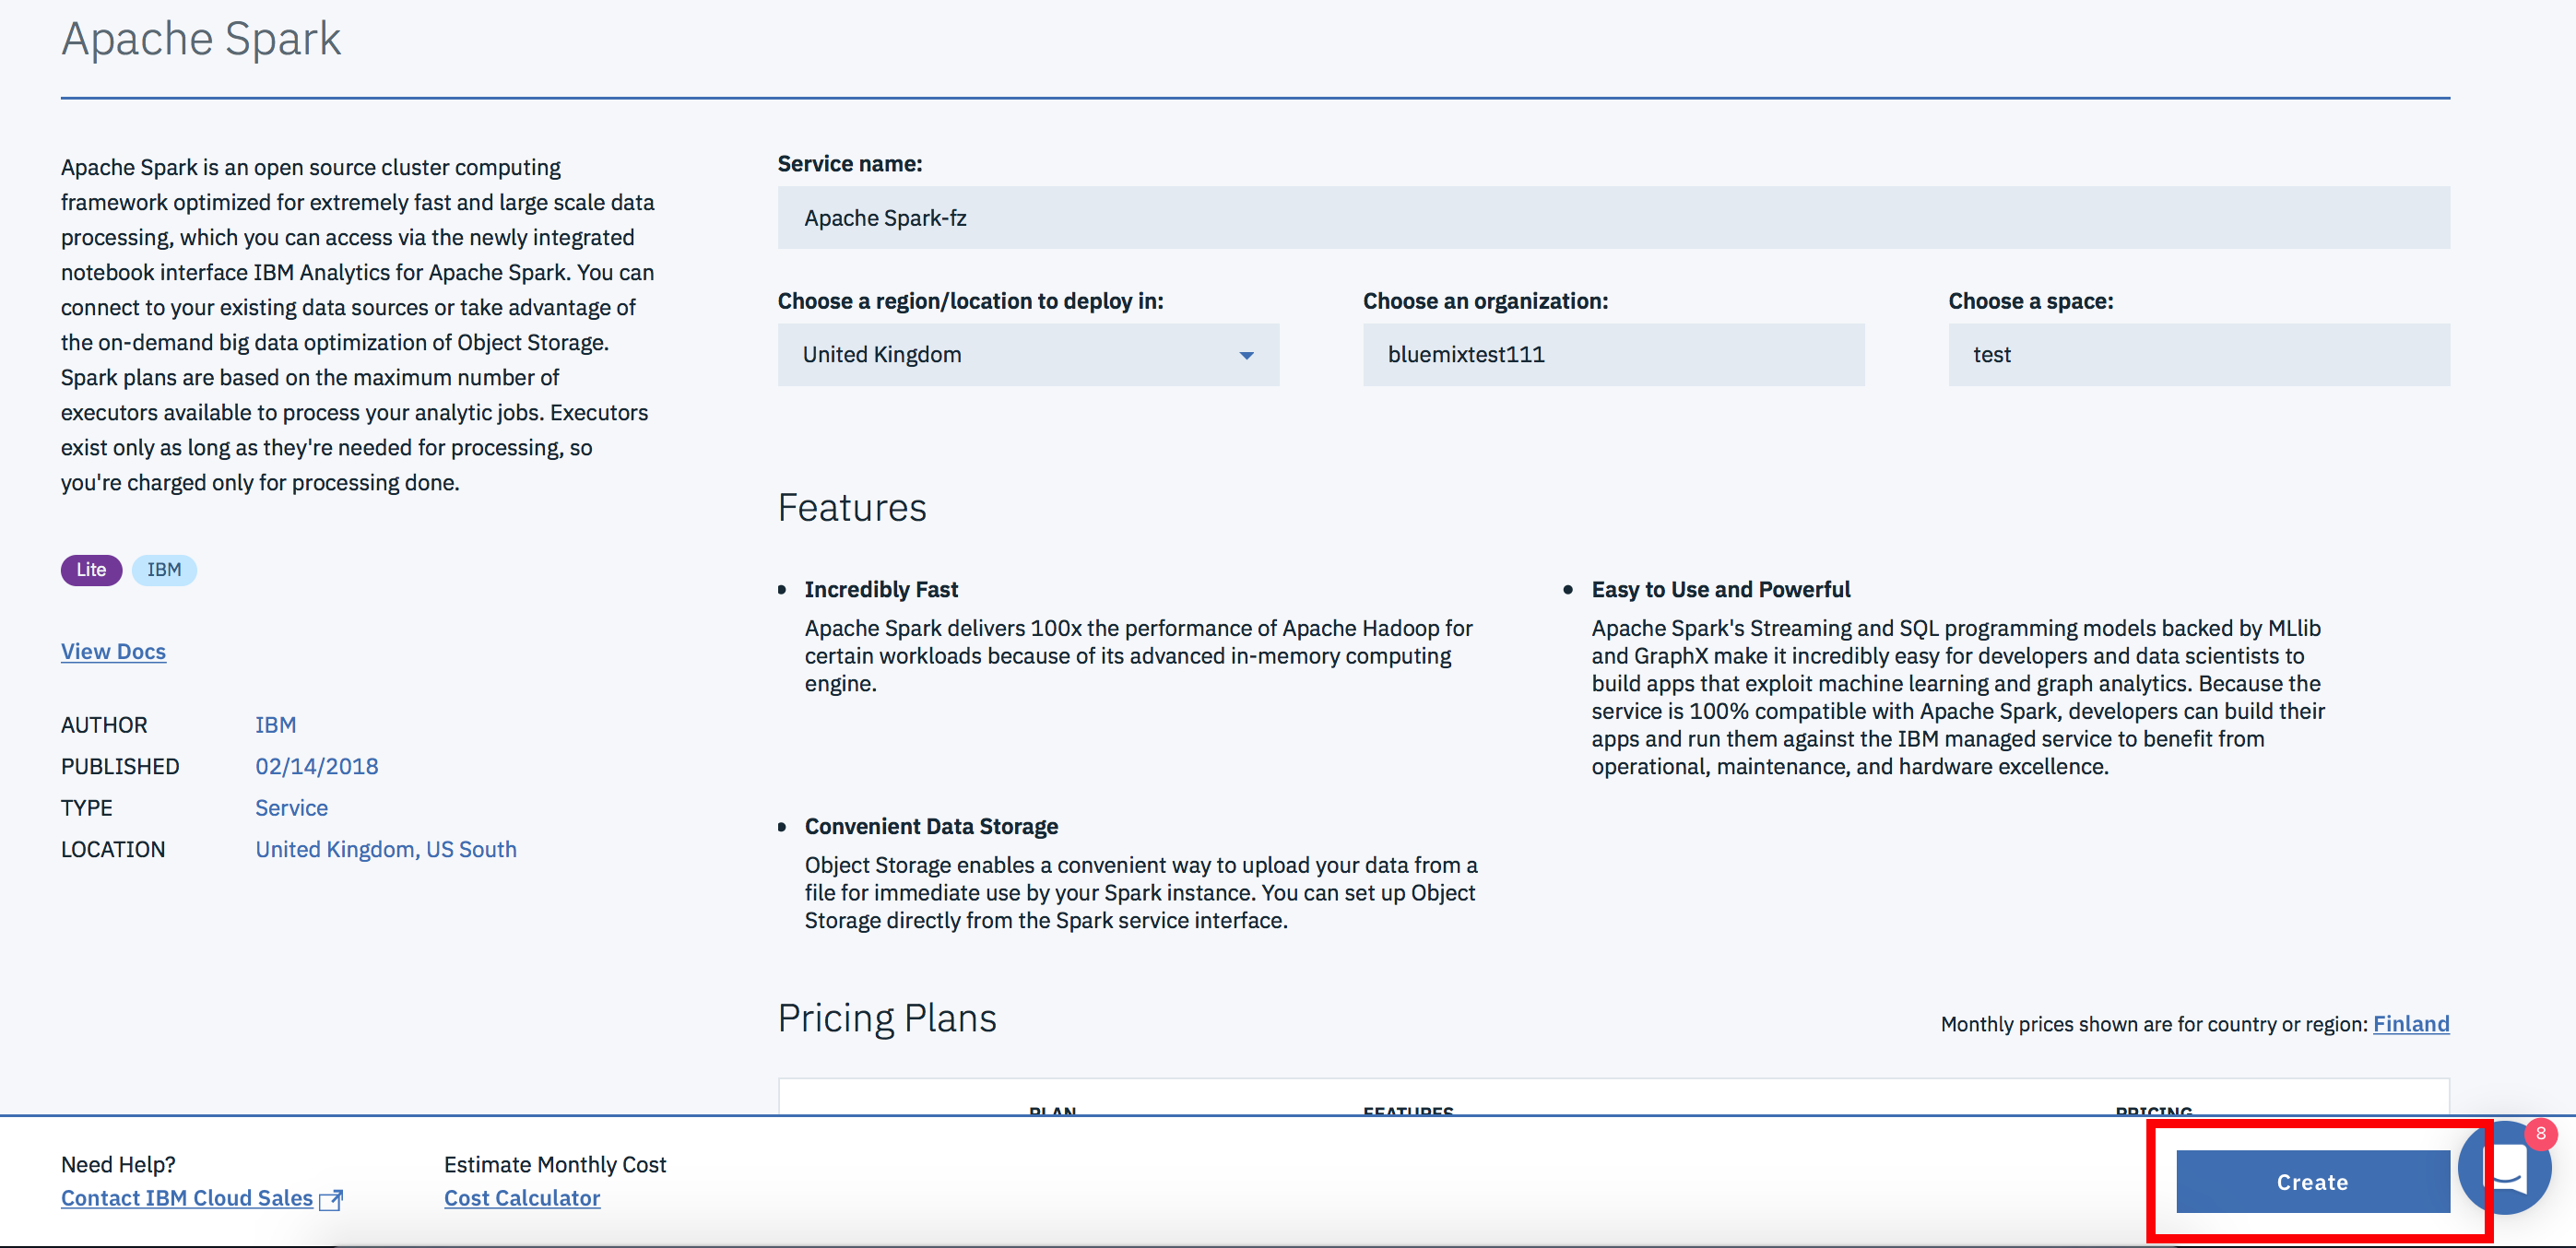 Apache Spark
Apache Spark is an open source cluster computing
framework optimized for extremely fast and large scale data
processing, which you can access via the newly integrated
notebook interface IBM Analytics for Apache Spark. You can
connect to your existing data sources or take advantage of
the on-demand big data optimization of Object Storage.
Spark plans are based on the maximum number of
executors available to process your analytic jobs. Executors
exist only as long as they're needed for processing, so
you're charged only for processing done.
Lite IBM
View Docs
AUTHOR IBM
PUBLISHED 02/14/2018
TYPE Service
LOCATION United Kingdom, US South
Service name:
Apache Spark-fz
Choose a region/location to deploy in: Choose an organization: Choose a space:
United Kingdom bluemixtest111 test
Features
Incredibly Fast
Apache Spark delivers 100x the performance of Apache Hadoop for
certain workloads because of its advanced in-memory computing
engine.
Easy to Use and Powerful
Apache Spark's Streaming and SQL programming models backed by MLlib
and GraphX make it incredibly easy for developers and data scientists to
build apps that exploit machine learning and graph analytics. Because the
service is 100% compatible with Apache Spark, developers can build their
apps and run them against the IBM managed service to benefit from
operational, maintenance, and hardware excellence.
Convenient Data Storage
Object Storage enables a convenient way to upload your data from a
file for immediate use by your Spark instance. You can set up Object
Storage directly from the Spark service interface.
Pricing Plans
Monthly prices shown are for country or region: Finland
PLAN FEATURES PRICING
Need Help?
Contact IBM Cloud Sales
Estimate Monthly Cost
Cost Calculator
Create
8